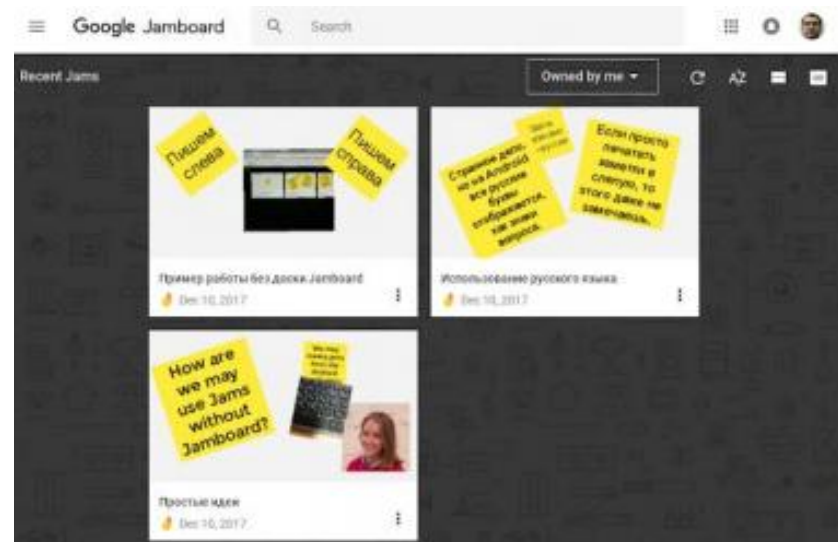 Google Jamboard
Search
Recent Jams
Owned by me
Пишем
слева
Пишем
справа
Пример работы без доски Jamboard
Dec 10, 2017
Странное дело,
но на Android
все русские
буквы
отображаются,
как знаки
вопроса.
Если просто
печатать
заметки в
слепую, то
этого даже не
замечаешь.
Использование русского языка
Dec 10, 2017
How are
we may
use Jams
without
Jamboard?
Простые идеи
Dec 10, 2017